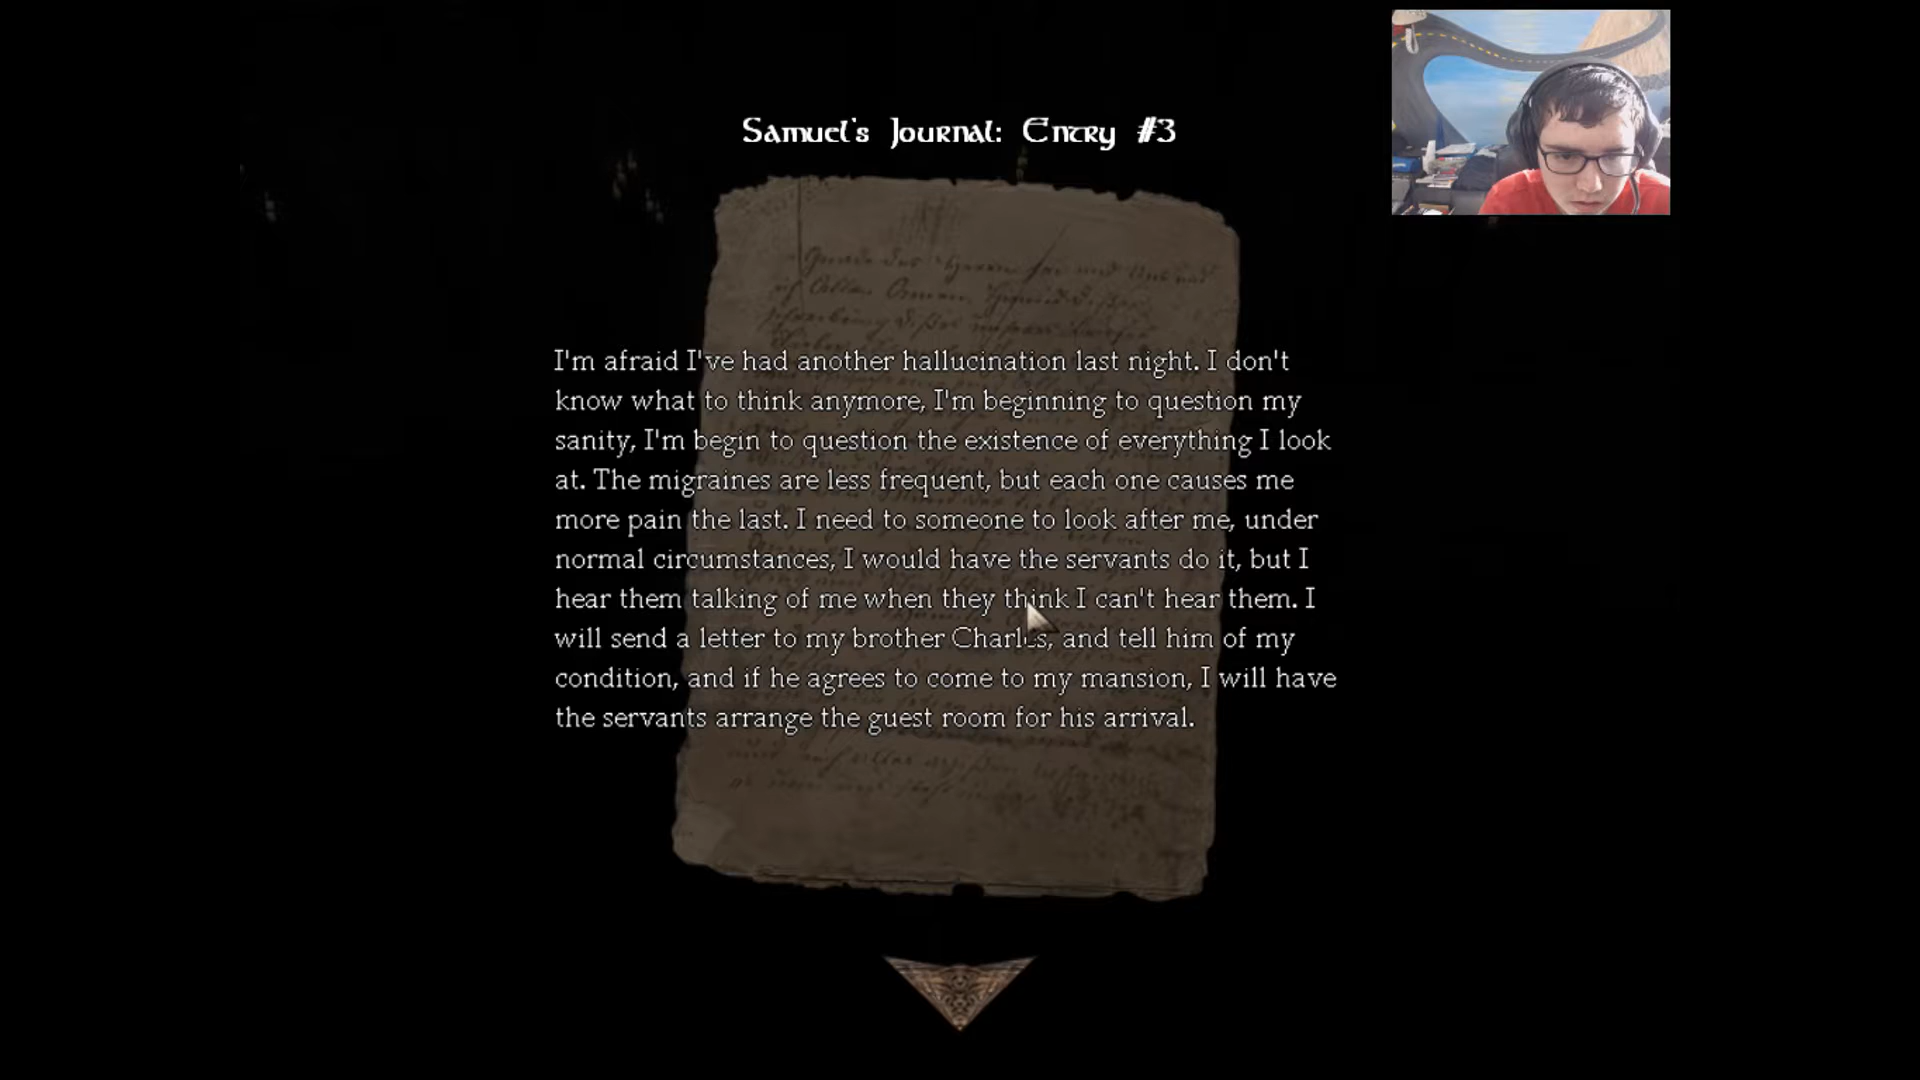 Samuel's Journal: Entry #3
I'm afraid I've had another hallucination last night. I don't
know what to think anymore, I'm beginning to question my
sanity, I'm begin to question the existence of everything I look
at. The migraines are less frequent, but each one causes me
more pain the last. I need to someone to look after me, under
normal circumstances, I would have the servants do it, but I
hear them talking of me when they think I can't hear them. I
will send a letter to my brother Charles, and tell him of my
condition, and if he agrees to come to my mansion, I will have
the servants arrange the guest room for his arrival.